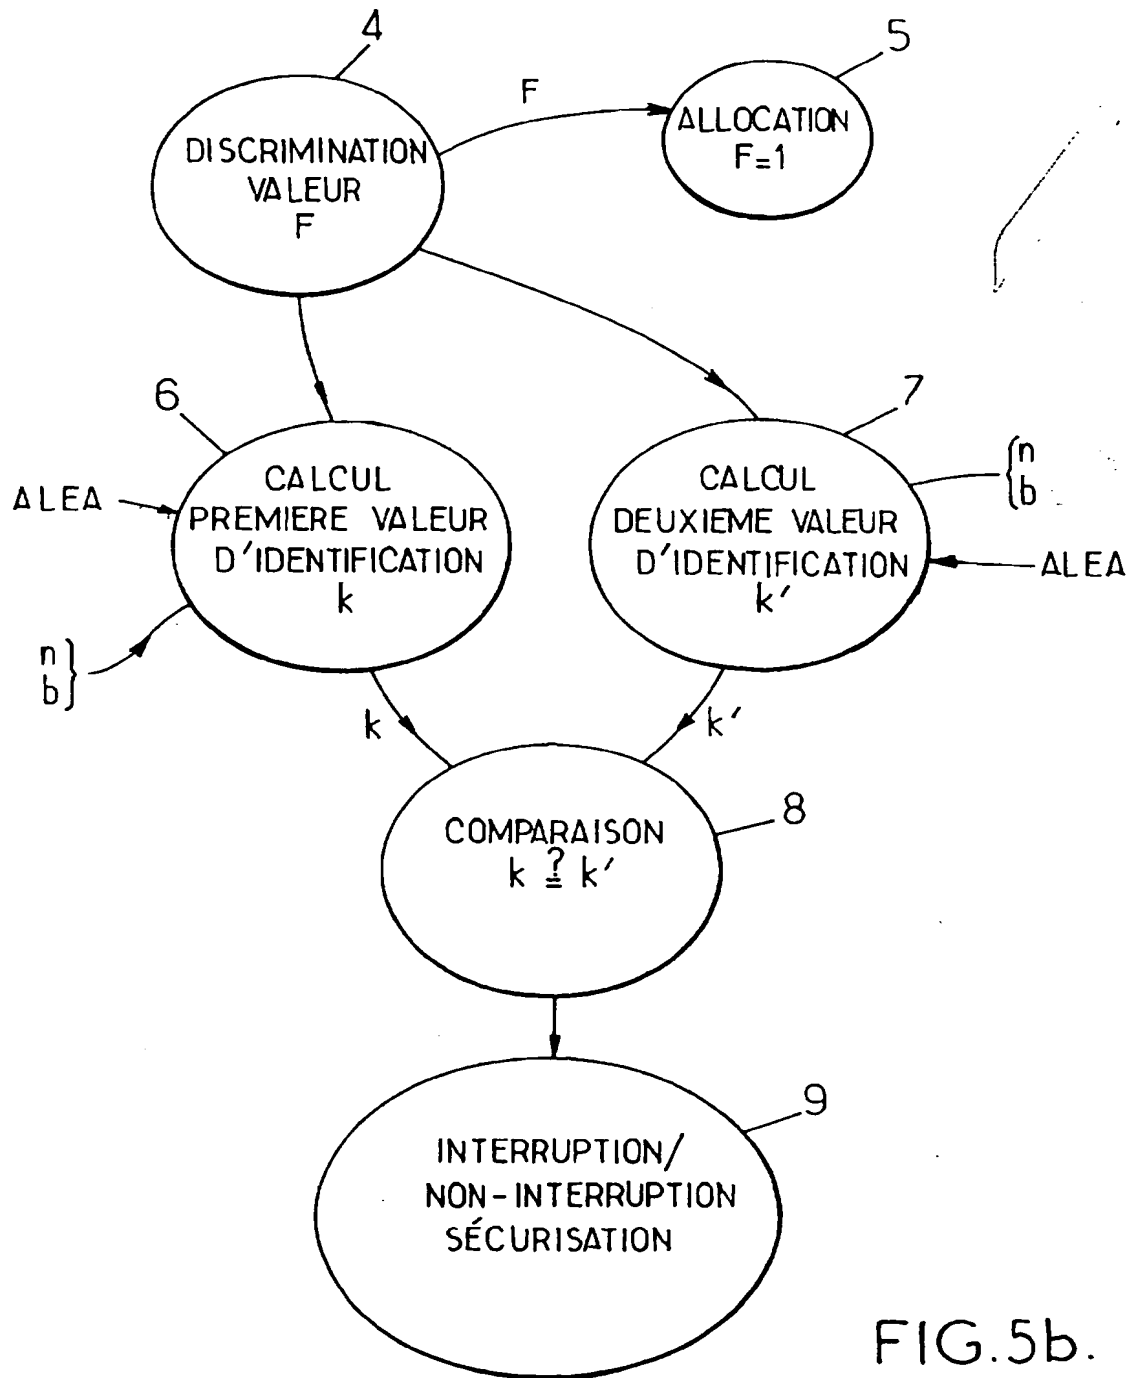 4
5
F
DISCRIMINATION
VALEUR
F
ALLOCATION
F=1
6
7
ALEA
CALCUL
PREMIERE VALEUR
D'IDENTIFICATION
k
n
b
CALCUL
DEUXIEME VALEUR
D'IDENTIFICATION
k'
n
b
ALEA
k
k'
8
COMPARAISON
k ≟ k'
9
INTERRUPTION/
NON-INTERRUPTION
SÉCURISATION
FIG.5b.